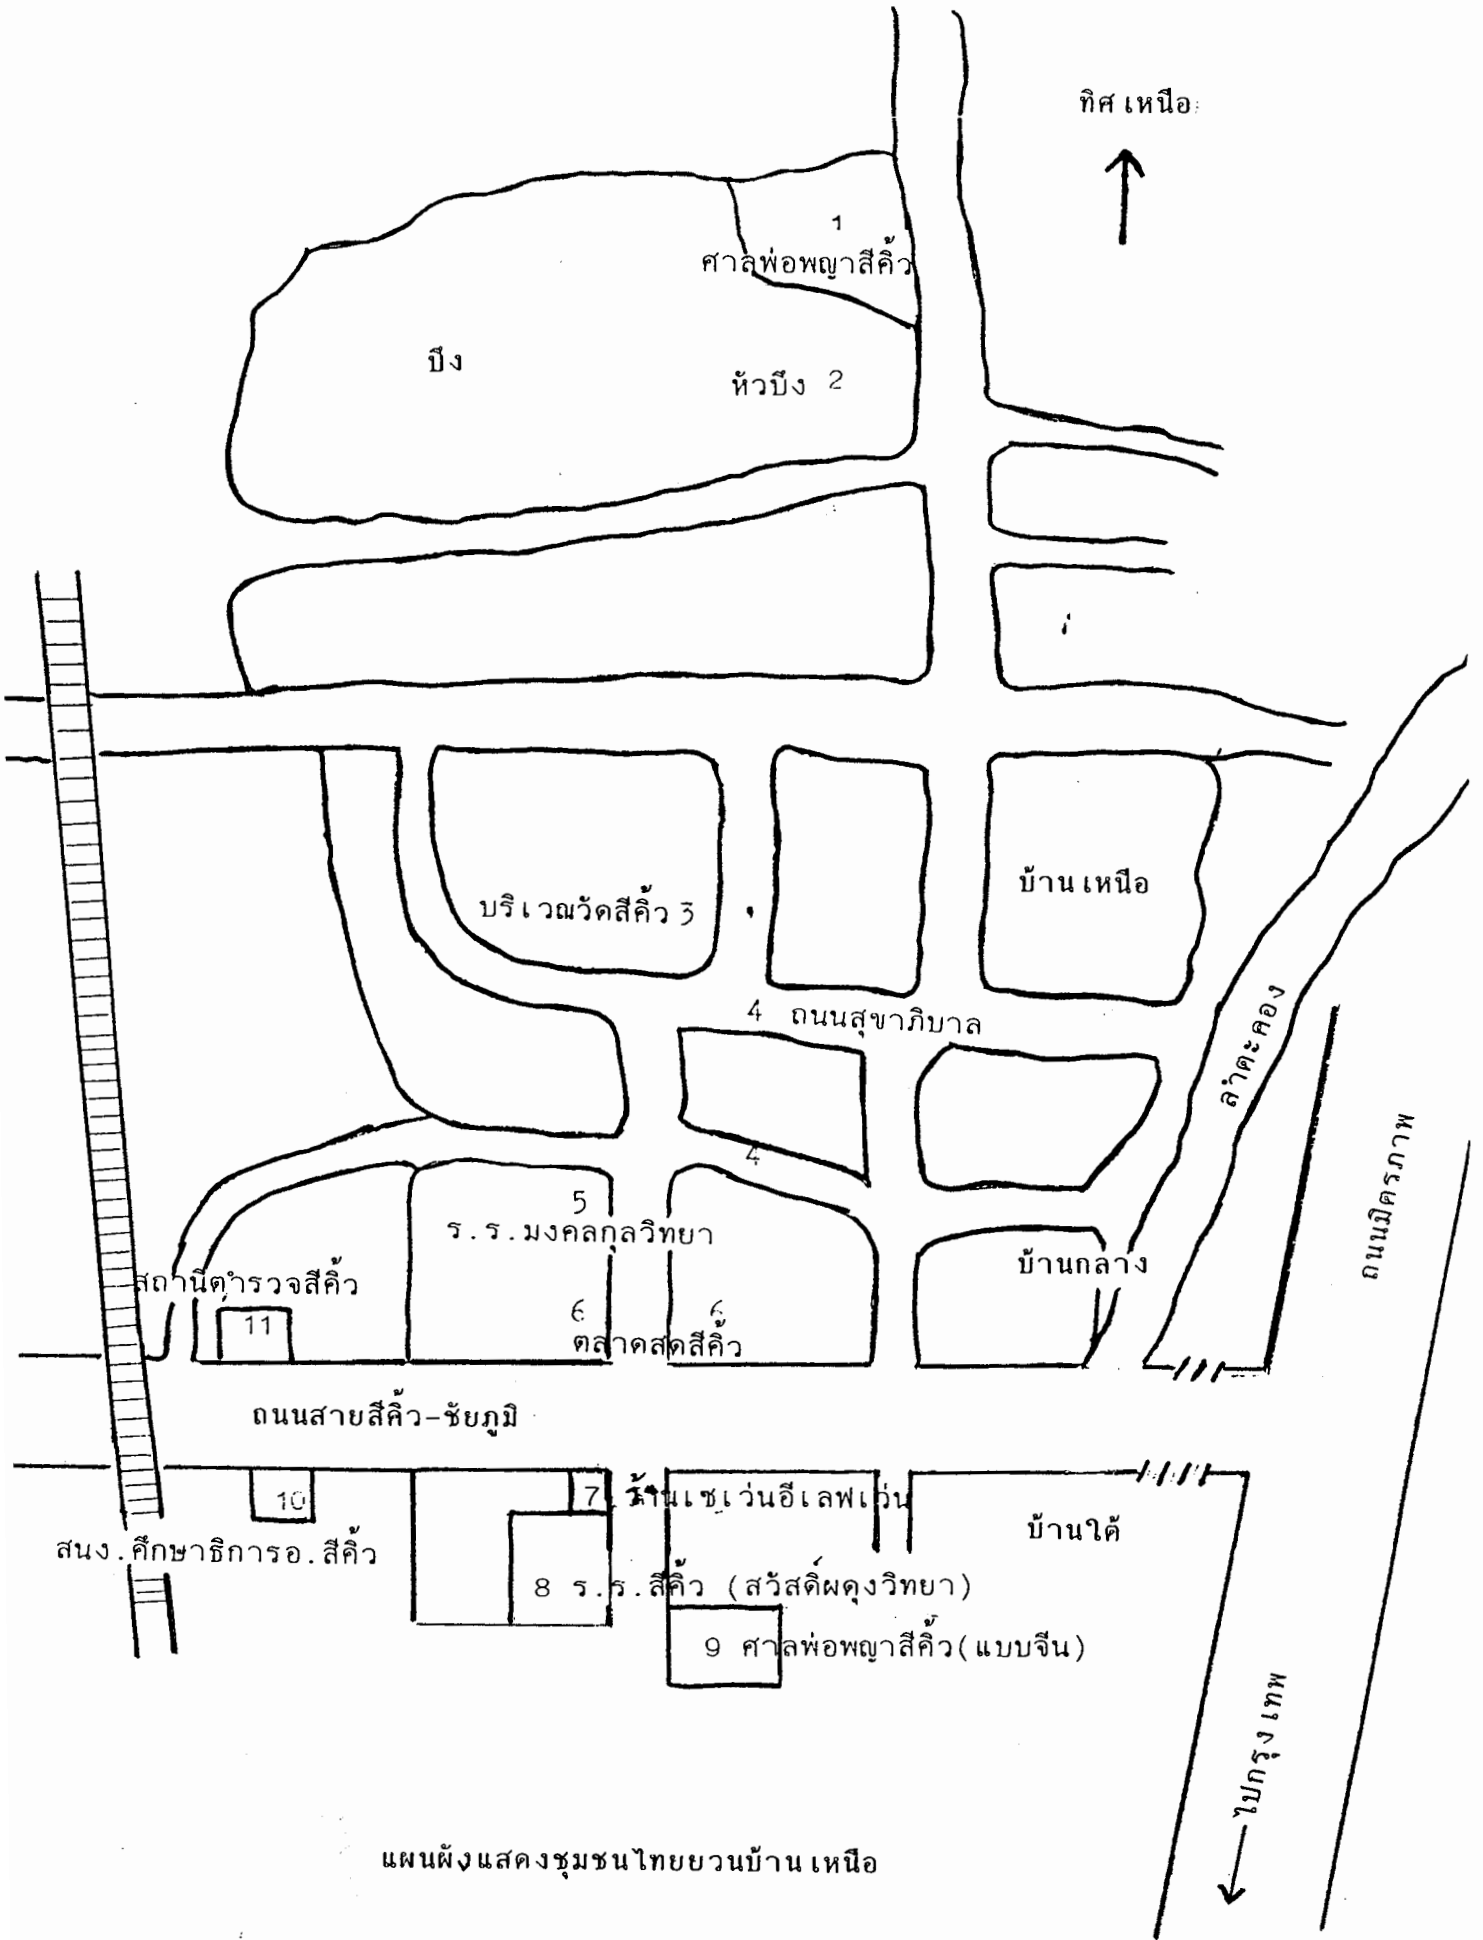 ทิศเหนือ
1
ศาลพ่อพญาสีคิ้ว
บึง
หัวบึง 2
บริเวณวัดสีคิ้ว 3
บ้านเหนือ
4 ถนนสุขาภิบาล
ลำตะคอง
4
ถนนมิตรภาพ
5
ร.ร.มงคลกุลวิทยา
บ้านกลาง
สถานีตำรวจสีคิ้ว
11
6 6
ตลาดสดสีคิ้ว
ถนนสายสีคิ้ว-ชัยภูมิ
10
7 ร้านเซเว่นอีเลฟเว่น
บ้านใต้
สนง.ศึกษาธิการอ.สีคิ้ว
8 ร.ร.สีคิ้ว (สวัสดิ์ผดุงวิทยา)
9 ศาลพ่อพญาสีคิ้ว(แบบจีน)
ไปกรุงเทพ
แผนผังแสดงชุมชนไทยยวนบ้านเหนือ